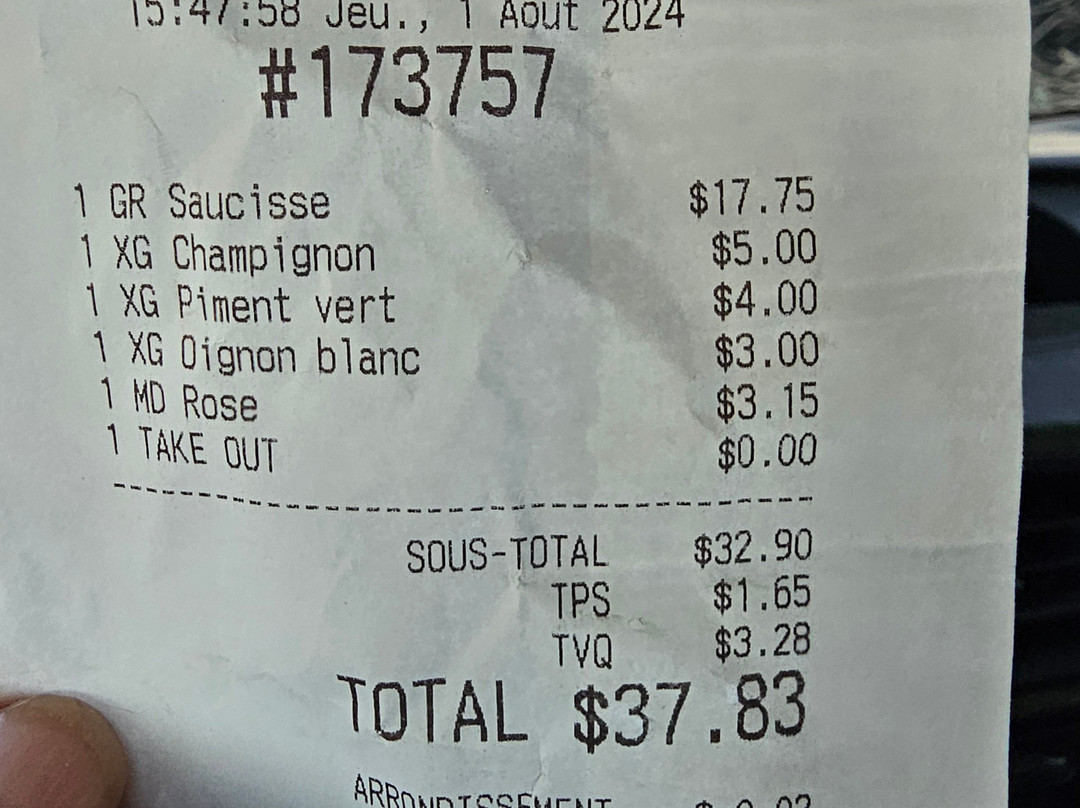 15:47:58 Jeu., 1 Aout 2024
#173757
1 GR Saucisse $17.75
1 XG Champignon $5.00
1 XG Piment vert $4.00
1 XG Oignon blanc $3.00
1 MD Rose $3.15
1 TAKE OUT $0.00
SOUS-TOTAL $32.90
TPS $1.65
TVQ $3.28
TOTAL $37.83
ARRONDISSEMENT